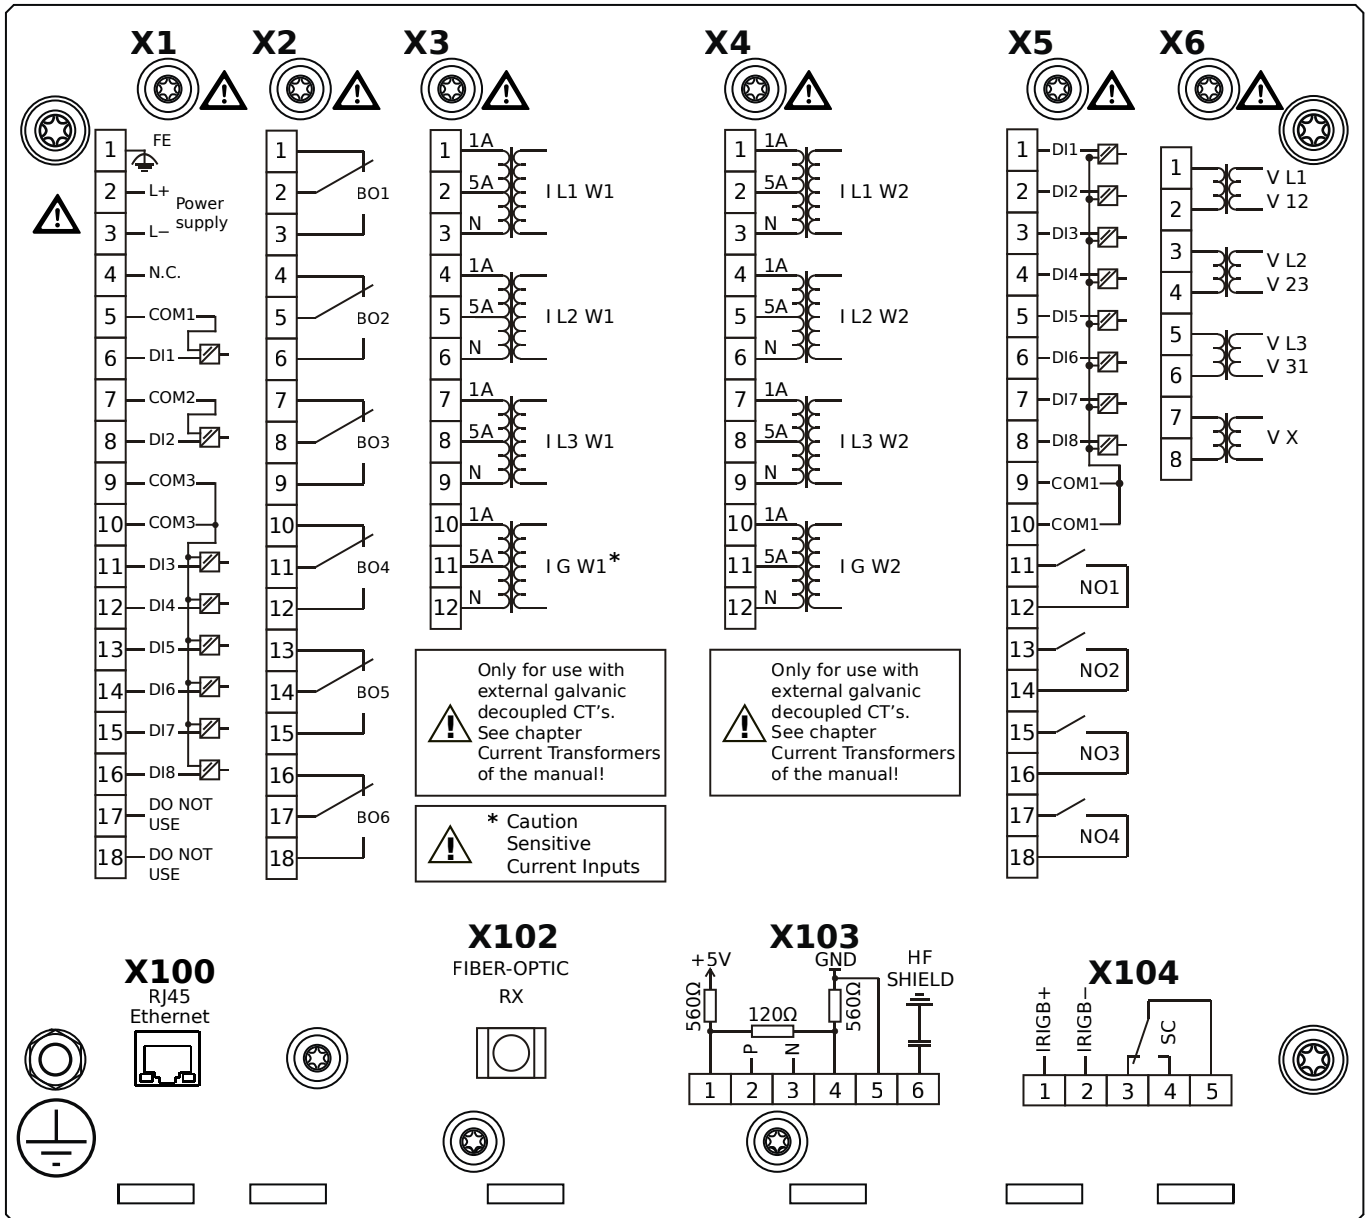 X1
1
FE
2
L+
Power
supply
3
L−
4
N.C.
5
COM1
6
DI1
7
COM2
8
DI2
9
COM3
10
COM3
11
DI3
12
DI4
13
DI5
14
DI6
15
DI7
16
DI8
17
DO NOT
USE
18
DO NOT
USE
X2
1
2
BO1
3
4
5
BO2
6
7
8
BO3
9
10
11
BO4
12
13
14
BO5
15
16
17
BO6
18
X3
1
1A
2
5A
I L1 W1
3
N
4
1A
5
5A
I L2 W1
6
N
7
1A
8
5A
I L3 W1
9
N
10
1A
11
5A
I G W1*
12
N
Only for use with
external galvanic
decoupled CT's.
See chapter
Current Transformers
of the manual!
* Caution
Sensitive
Current Inputs
X4
1
1A
2
5A
I L1 W2
3
N
4
1A
5
5A
I L2 W2
6
N
7
1A
8
5A
I L3 W2
9
N
10
1A
11
5A
I G W2
12
N
Only for use with
external galvanic
decoupled CT's.
See chapter
Current Transformers
of the manual!
X5
1
DI1
2
DI2
3
DI3
4
DI4
5
DI5
6
DI6
7
DI7
8
DI8
9
COM1
10
COM1
11
NO1
12
13
NO2
14
15
NO3
16
17
NO4
18
X6
1
V L1
2
V 12
3
V L2
4
V 23
5
V L3
6
V 31
7
V X
8
X100
RJ45
Ethernet
X102
FIBER-OPTIC
RX
X103
+5V
GND
HF
SHIELD
560Ω
120Ω
560Ω
P
N
1 2 3 4 5 6
X104
IRIGB+
IRIGB−
SC
1 2 3 4 5